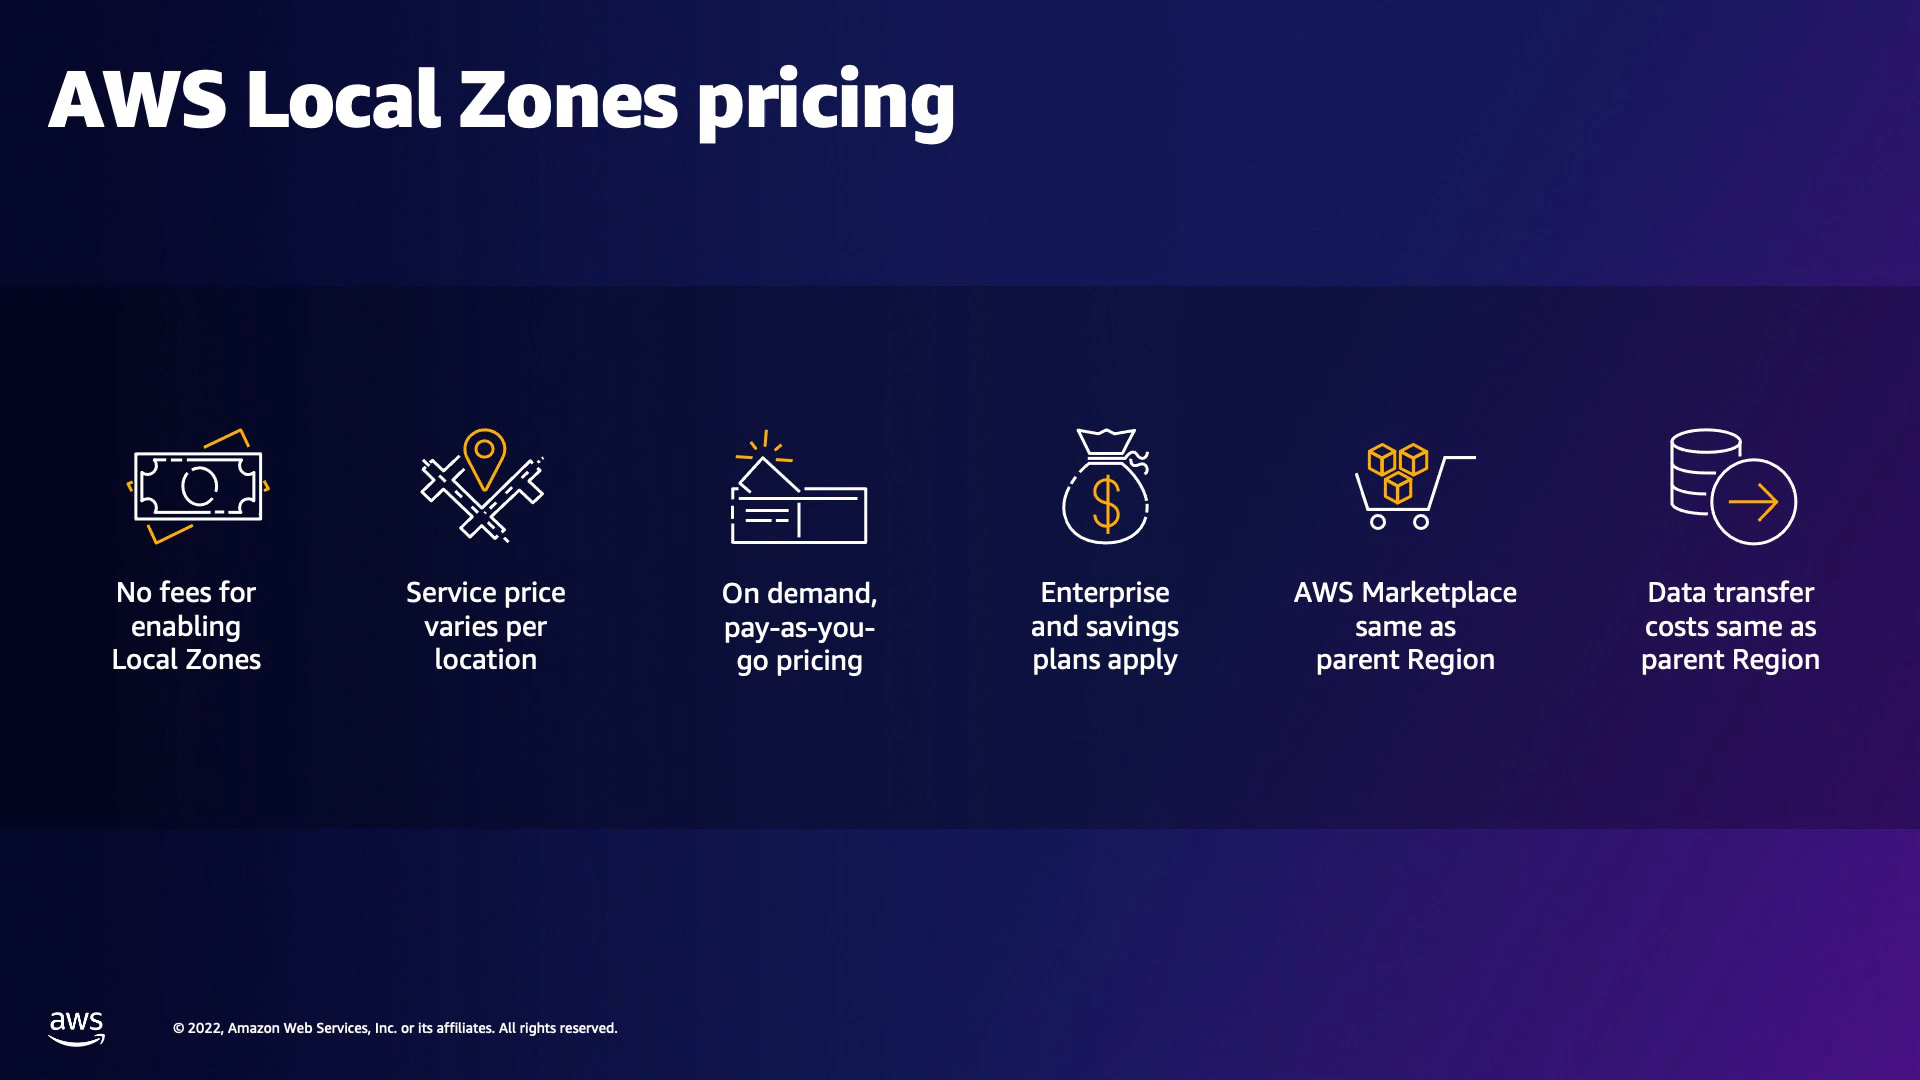 AWS Local Zones pricing
No fees for
enabling
Local Zones
Service price
varies per
location
On demand,
pay-as-you-
go pricing
Enterprise
and savings
plans apply
AWS Marketplace
same as
parent Region
Data transfer
costs same as
parent Region
aws
© 2022, Amazon Web Services, Inc. or its affiliates. All rights reserved.